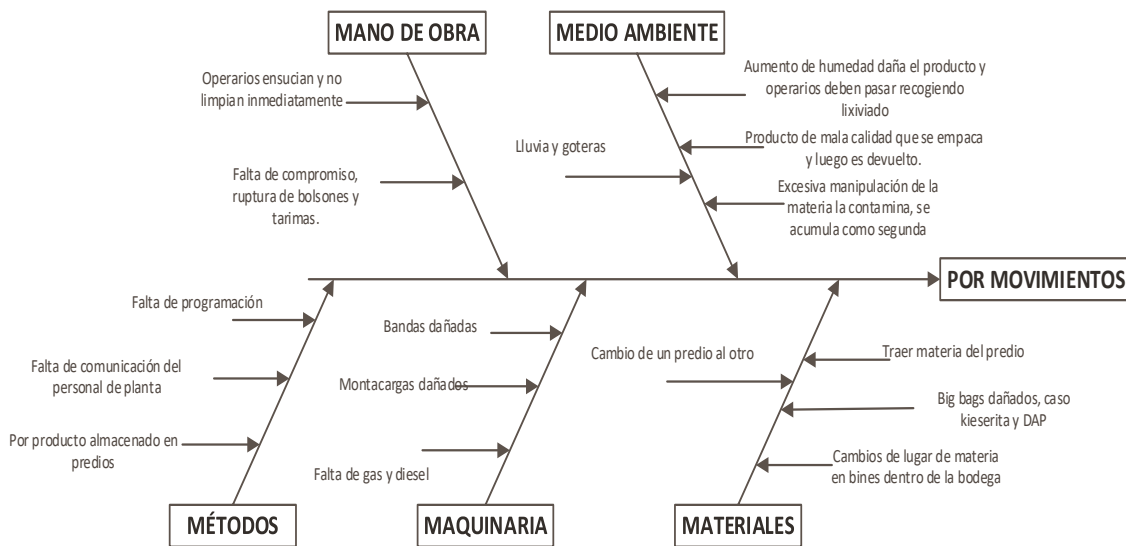 MANO DE OBRA
MEDIO AMBIENTE
Operarios ensucian y no
limpian inmediatamente
Falta de compromiso,
ruptura de bolsones y
tarimas.
Aumento de humedad daña el producto y
operarios deben pasar recogiendo
lixiviado
Lluvia y goteras
Producto de mala calidad que se empaca
y luego es devuelto.
Excesiva manipulación de la
materia la contamina, se
acumula como segunda
POR MOVIMIENTOS
Falta de programación
Falta de comunicación del
personal de planta
Por producto almacenado en
predios
Bandas dañadas
Montacargas dañados
Falta de gas y diesel
Cambio de un predio al otro
Traer materia del predio
Big bags dañados, caso
kieserita y DAP
Cambios de lugar de materia
en bines dentro de la bodega
MÉTODOS
MAQUINARIA
MATERIALES